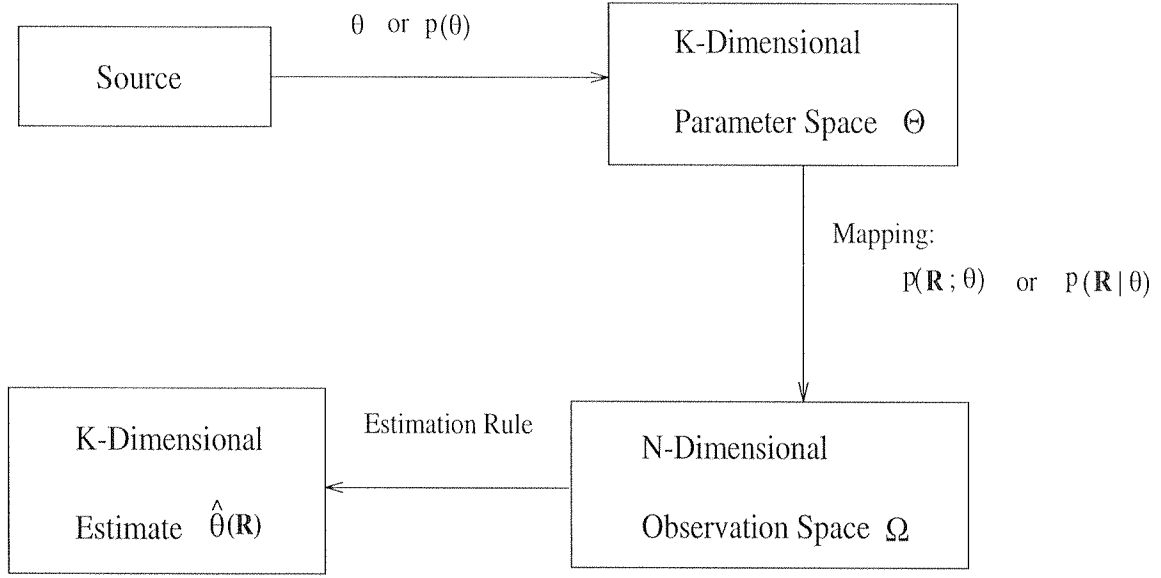 θ or p(θ)
Source
K-Dimensional
Parameter Space Θ
Mapping:
p(R ; θ) or p(R | θ)
K-Dimensional
Estimate θ̂(R)
Estimation Rule
N-Dimensional
Observation Space Ω